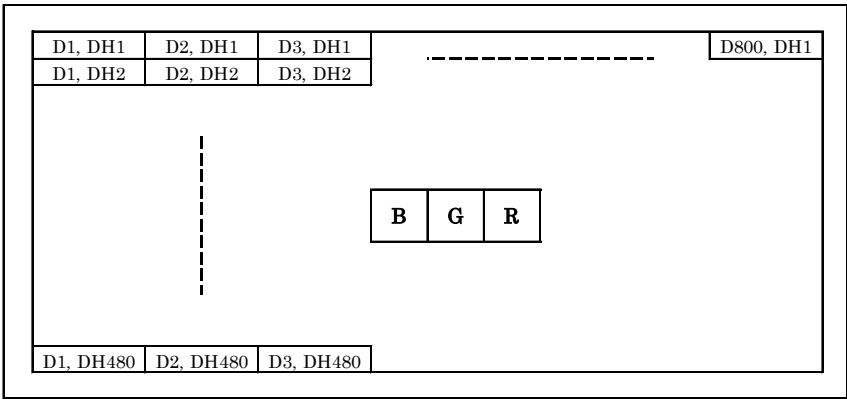 D1, DH1 D2, DH1 D3, DH1 D800, DH1
D1, DH2 D2, DH2 D3, DH2
B G R
D1, DH480 D2, DH480 D3, DH480